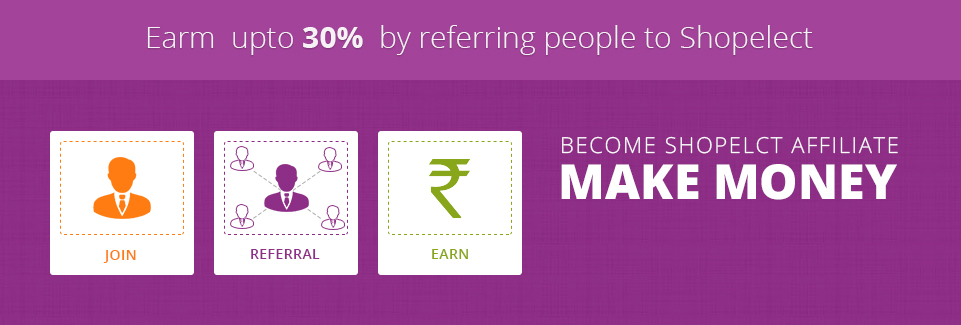 Earm upto 30% by referring people to Shopelect
BECOME SHOPELCT AFFILIATE
MAKE MONEY
₹
JOIN
REFERRAL
EARN